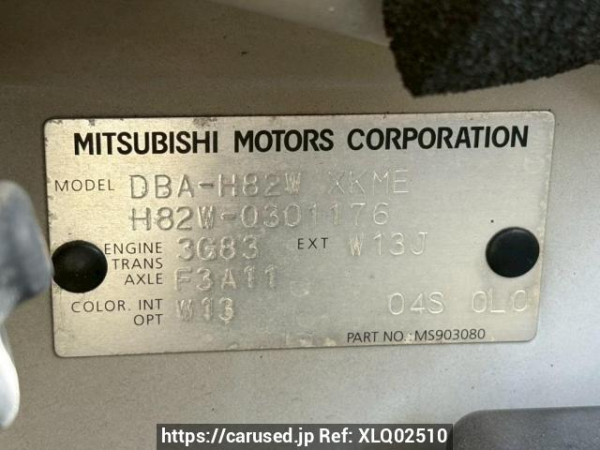 MITSUBISHI MOTORS CORPORATION
MODEL DBA-H82W XKME
H82W-0301176
ENGINE 3G83 EXT W13J
TRANS
AXLE F3A11
COLOR. INT W13 04S 0LC
OPT
PART NO. MS903080
https://carused.jp Ref: XLQ02510